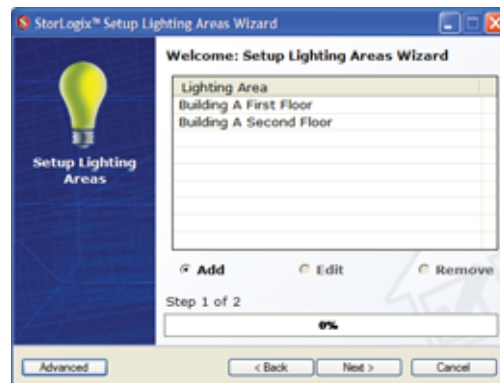 StorLogix™ Setup Lighting Areas Wizard
Welcome: Setup Lighting Areas Wizard
Lighting Area
Building A First Floor
Building A Second Floor
Setup Lighting
Areas
Add Edit Remove
Step 1 of 2
0%
Advanced < Back Next > Cancel